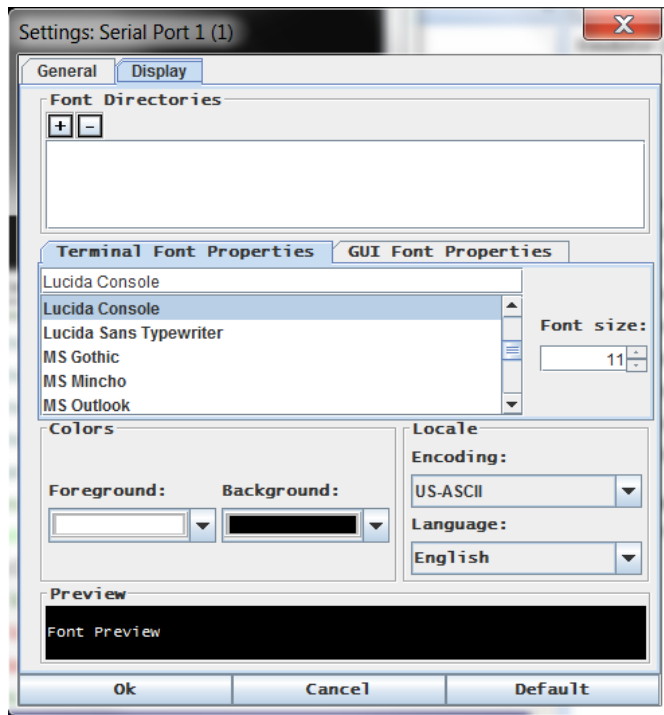 Settings: Serial Port 1 (1)
X
General Display
Font Directories
+ -
Terminal Font Properties GUI Font Properties
Lucida Console
Lucida Console
Lucida Sans Typewriter
MS Gothic
MS Mincho
MS Outlook
Font size:
11
Colors
Foreground: Background:
Locale
Encoding:
US-ASCII
Language:
English
Preview
Font Preview
Ok Cancel Default